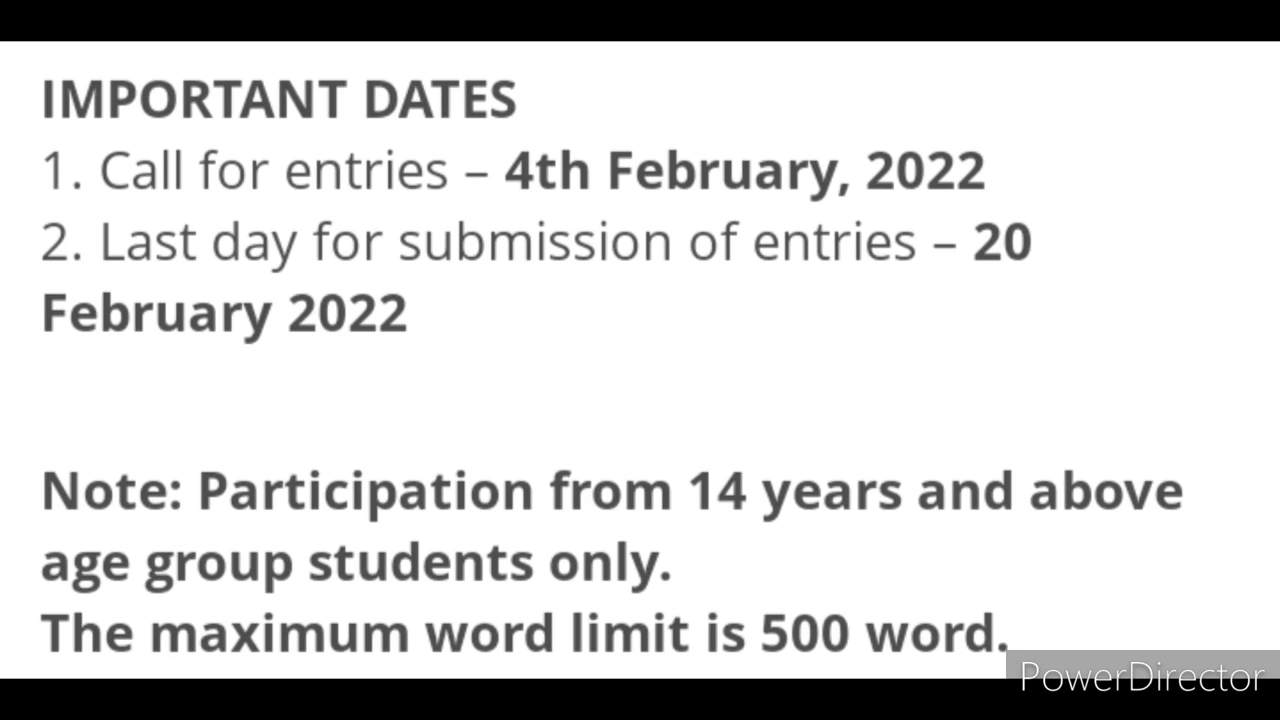 IMPORTANT DATES
1. Call for entries – 4th February, 2022
2. Last day for submission of entries – 20
February 2022
Note: Participation from 14 years and above
age group students only.
The maximum word limit is 500 word.
PowerDirector